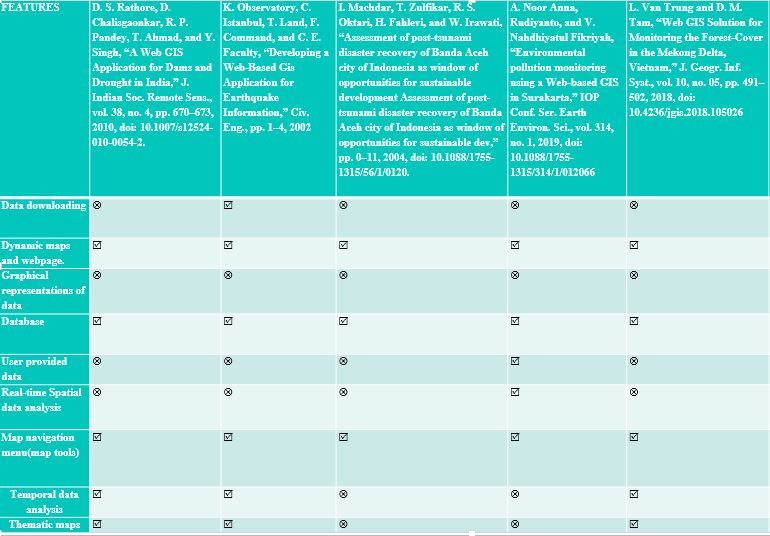 FEATURES
D. S. Rathore, D.
Chalisgaonkar, R. P.
Pandey, T. Ahmad, and Y.
Singh, “A Web GIS
Application for Dams and
Drought in India,” J.
Indian Soc. Remote Sens.,
vol. 38, no. 4, pp. 670–673,
2010, doi: 10.1007/s12524-
010-0054-2.
K. Observatory, C.
Istanbul, T. Land, F.
Command, and C. E.
Faculty, “Developing a
Web-Based Gis
Application for
Earthquake
Information,” Civ.
Eng., pp. 1–4, 2002
I. Machdar, T. Zulfikar, R. S.
Oktari, H. Fahlevi, and W. Irawati,
“Assessment of post-tsunami
disaster recovery of Banda Aceh
city of Indonesia as window of
opportunities for sustainable
development Assessment of post-
tsunami disaster recovery of Banda
Aceh city of Indonesia as window of
opportunities for sustainable dev,”
pp. 0–11, 2004, doi: 10.1088/1755-
1315/56/1/0120.
A. Noor Anna,
Rudiyanto, and V.
Nahdhiyatul Fikriyah,
“Environmental
pollution monitoring
using a Web-based GIS
in Surakarta,” IOP
Conf. Ser. Earth
Environ. Sci., vol. 314,
no. 1, 2019, doi:
10.1088/1755-
1315/314/1/012066
L. Van Trung and D. M.
Tam, “Web GIS Solution for
Monitoring the Forest-Cover
in the Mekong Delta,
Vietnam,” J. Geogr. Inf.
Syst., vol. 10, no. 05, pp. 491–
502, 2018, doi:
10.4236/jgis.2018.105026
Data downloading ⊗ ☑ ⊗ ⊗ ⊗
Dynamic maps ☑ ☑ ☑ ☑ ☑
and webpage.
Graphical ⊗ ⊗ ⊗ ⊗ ⊗
representations of
data
Database ☑ ☑ ☑ ☑ ☑
User provided ⊗ ⊗ ⊗ ☑ ⊗
data
Real-time Spatial ⊗ ⊗ ⊗ ☑ ⊗
data analysis
Map navigation ☑ ☑ ☑ ☑ ☑
menu(map tools)
Temporal data ☑ ☑ ⊗ ⊗ ☑
analysis
Thematic maps ☑ ☑ ⊗ ⊗ ☑